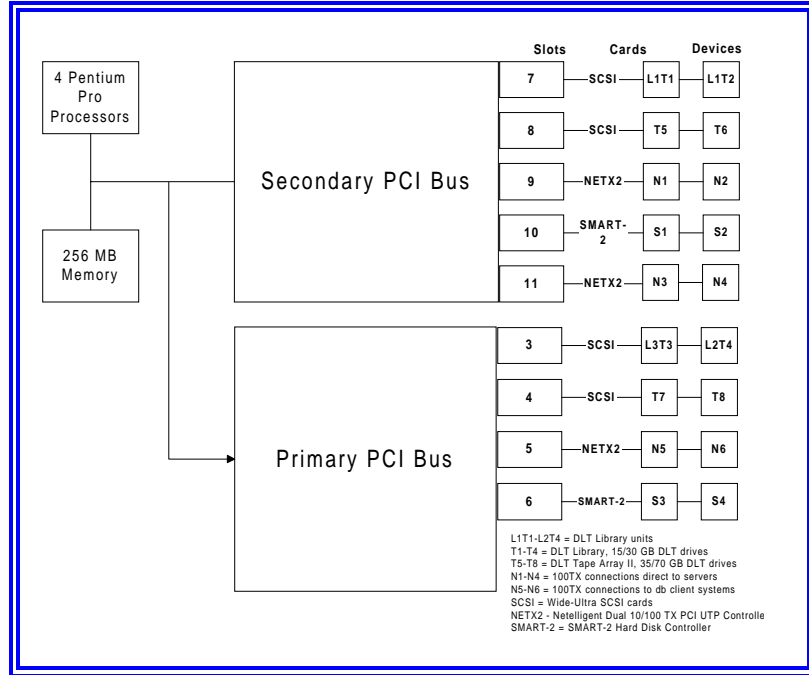 Slots Cards Devices
4 Pentium
Pro
Processors
256 MB
Memory
Secondary PCI Bus
7 SCSI L1T1 L1T2
8 SCSI T5 T6
9 NETX2 N1 N2
10 SMART-
2 S1 S2
11 NETX2 N3 N4
Primary PCI Bus
3 SCSI L3T3 L2T4
4 SCSI T7 T8
5 NETX2 N5 N6
6 SMART-2 S3 S4
L1T1-L2T4 = DLT Library units
T1-T4 = DLT Library, 15/30 GB DLT drives
T5-T8 = DLT Tape Array II, 35/70 GB DLT drives
N1-N4 = 100TX connections direct to servers
N5-N6 = 100TX connections to db client systems
SCSI = Wide-Ultra SCSI cards
NETX2 - Netelligent Dual 10/100 TX PCI UTP Controlle
SMART-2 = SMART-2 Hard Disk Controller